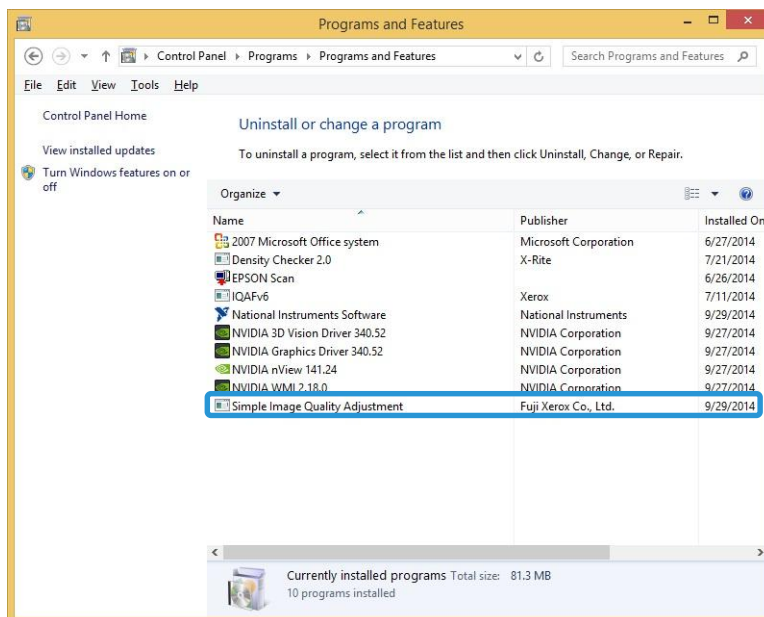 Programs and Features
Control Panel Programs Programs and Features Search Programs and Features
File Edit View Tools Help
Control Panel Home
View installed updates
Turn Windows features on or
off
Uninstall or change a program
To uninstall a program, select it from the list and then click Uninstall, Change, or Repair.
Organize
Name Publisher Installed On
2007 Microsoft Office system Microsoft Corporation 6/27/2014
Density Checker 2.0 X-Rite 7/21/2014
EPSON Scan 6/26/2014
IQAFv6 Xerox 7/11/2014
National Instruments Software National Instruments 9/29/2014
NVIDIA 3D Vision Driver 340.52 NVIDIA Corporation 9/27/2014
NVIDIA Graphics Driver 340.52 NVIDIA Corporation 9/27/2014
NVIDIA nView 141.24 NVIDIA Corporation 9/27/2014
NVIDIA WMI 2.18.0 NVIDIA Corporation 9/27/2014
Simple Image Quality Adjustment Fuji Xerox Co., Ltd. 9/29/2014
Currently installed programs Total size: 81.3 MB
10 programs installed